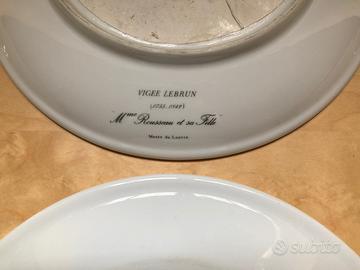 VIGEE LEBRUN
(1755-1842)
Mme Rousseau et sa Fille
Musée du Louvre
subito